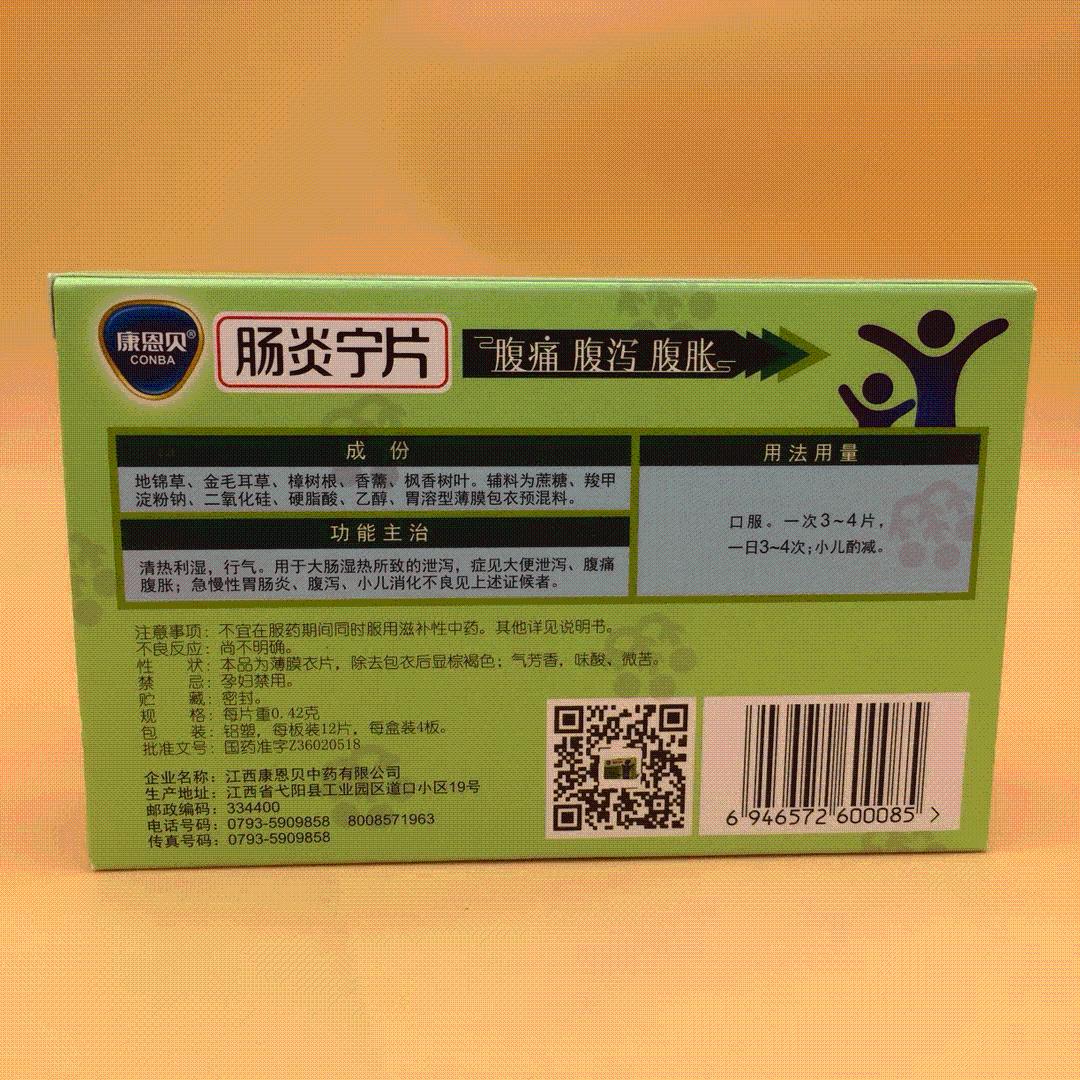 康恩贝®
CONBA
肠炎宁片
腹痛 腹泻 腹胀
成 份
地锦草、金毛耳草、樟树根、香薷、枫香树叶。辅料为蔗糖、羧甲
淀粉钠、二氧化硅、硬脂酸、乙醇、胃溶型薄膜包衣预混料。
功能主治
清热利湿，行气。用于大肠湿热所致的泄泻，症见大便泄泻、腹痛
腹胀；急慢性胃肠炎、腹泻、小儿消化不良见上述证候者。
用法用量
口服。一次3~4片，
一日3~4次；小儿酌减。
注意事项：不宜在服药期间同时服用滋补性中药。其他详见说明书。
不良反应：尚不明确。
性 状：本品为薄膜衣片，除去包衣后显棕褐色；气芳香，味酸、微苦。
禁 忌：孕妇禁用。
贮 藏：密封。
规 格：每片重0.42克
包 装：铝塑，每板装12片，每盒装4板。
批准文号：国药准字Z36020518
企业名称：江西康恩贝中药有限公司
生产地址：江西省弋阳县工业园区道口小区19号
邮政编码：334400
电话号码：0793-5909858 8008571963
传真号码：0793-5909858
6 946572 600085 >